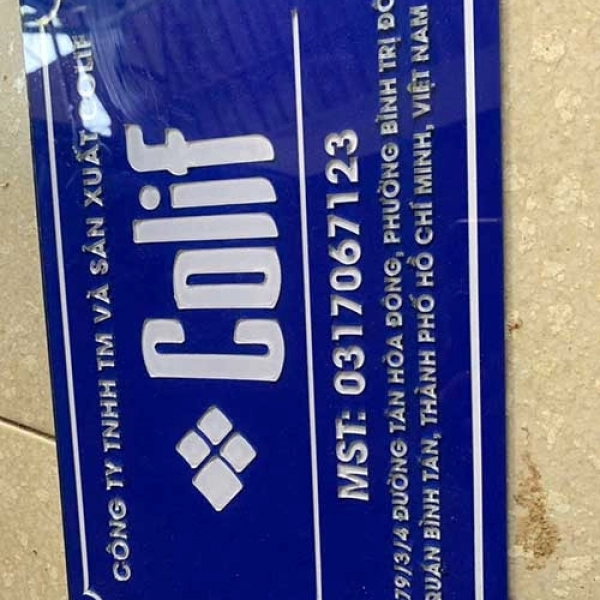 CÔNG TY TNHH TM VÀ SẢN XUẤT COLIF
Colif
MST: 0317067123
79/3/4 ĐƯỜNG TÂN HÒA ĐÔNG, PHƯỜNG BÌNH TRỊ ĐÔ
QUẬN BÌNH TÂN, THÀNH PHỐ HỒ CHÍ MINH, VIỆT NAM